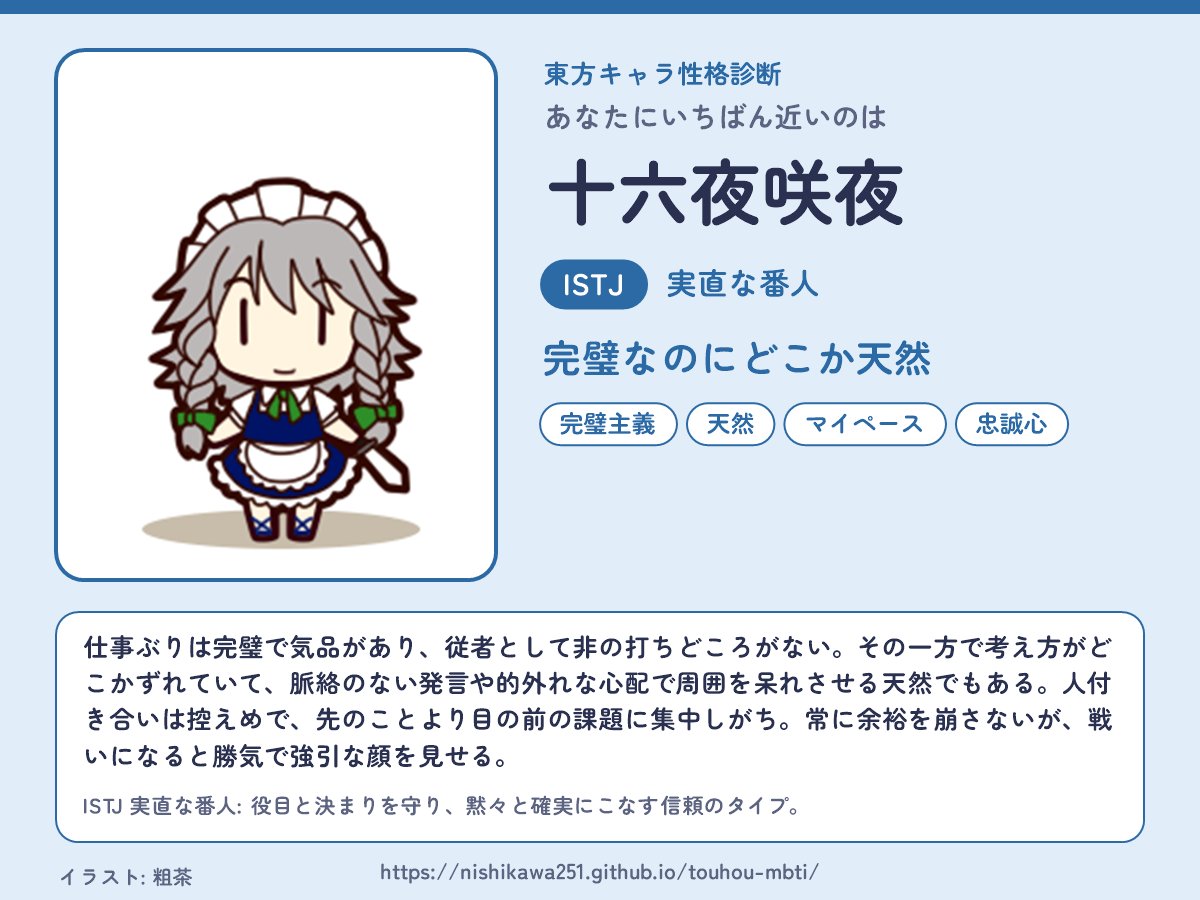 東方キャラ性格診断
あなたにいちばん近いのは
十六夜咲夜
ISTJ 実直な番人
完璧なのにどこか天然
完璧主義 天然 マイペース 忠誠心
仕事ぶりは完璧で気品があり、従者として非の打ちどころがない。その一方で考え方がど
こかずれていて、脈絡のない発言や的外れな心配で周囲を呆れさせる天然でもある。人付
き合いは控えめで、先のことより目の前の課題に集中しがち。常に余裕を崩さないが、戦
いになると勝気で強引な顔を見せる。
ISTJ 実直な番人: 役目と決まりを守り、黙々と確実にこなす信頼のタイプ。
イラスト: 粗茶
https://nishikawa251.github.io/touhou-mbti/